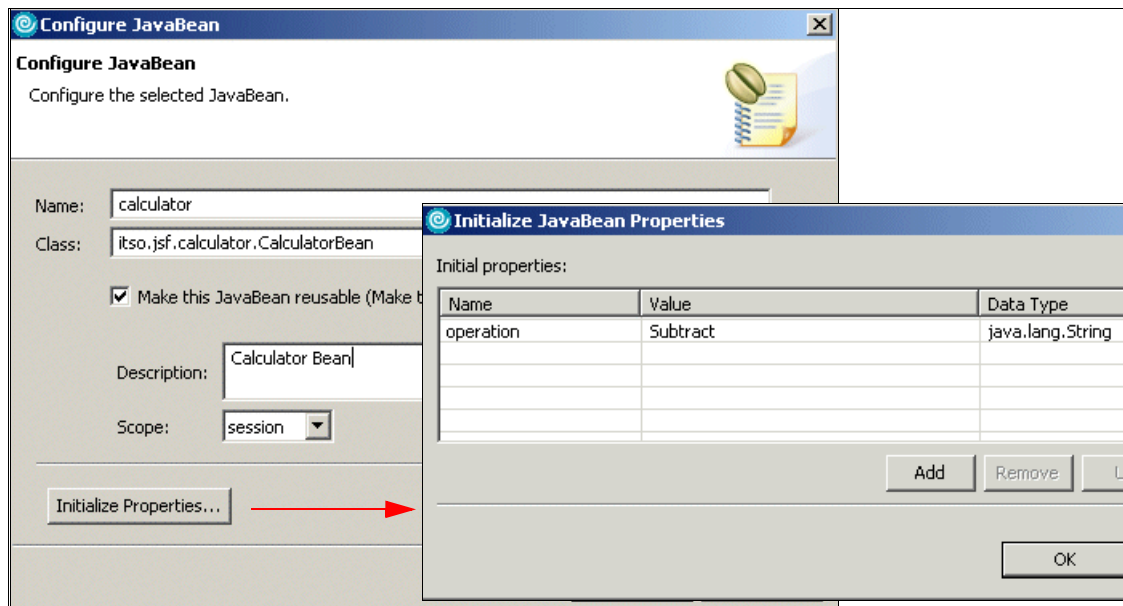 Configure JavaBean
Configure JavaBean
Configure the selected JavaBean.
Name: calculator
Class: itso.jsf.calculator.CalculatorBean
Make this JavaBean reusable (Make
Description: Calculator Bean
Scope: session
Initialize Properties...
Initialize JavaBean Properties
Initial properties:
Name Value Data Type
operation Subtract java.lang.String
Add Remove
OK